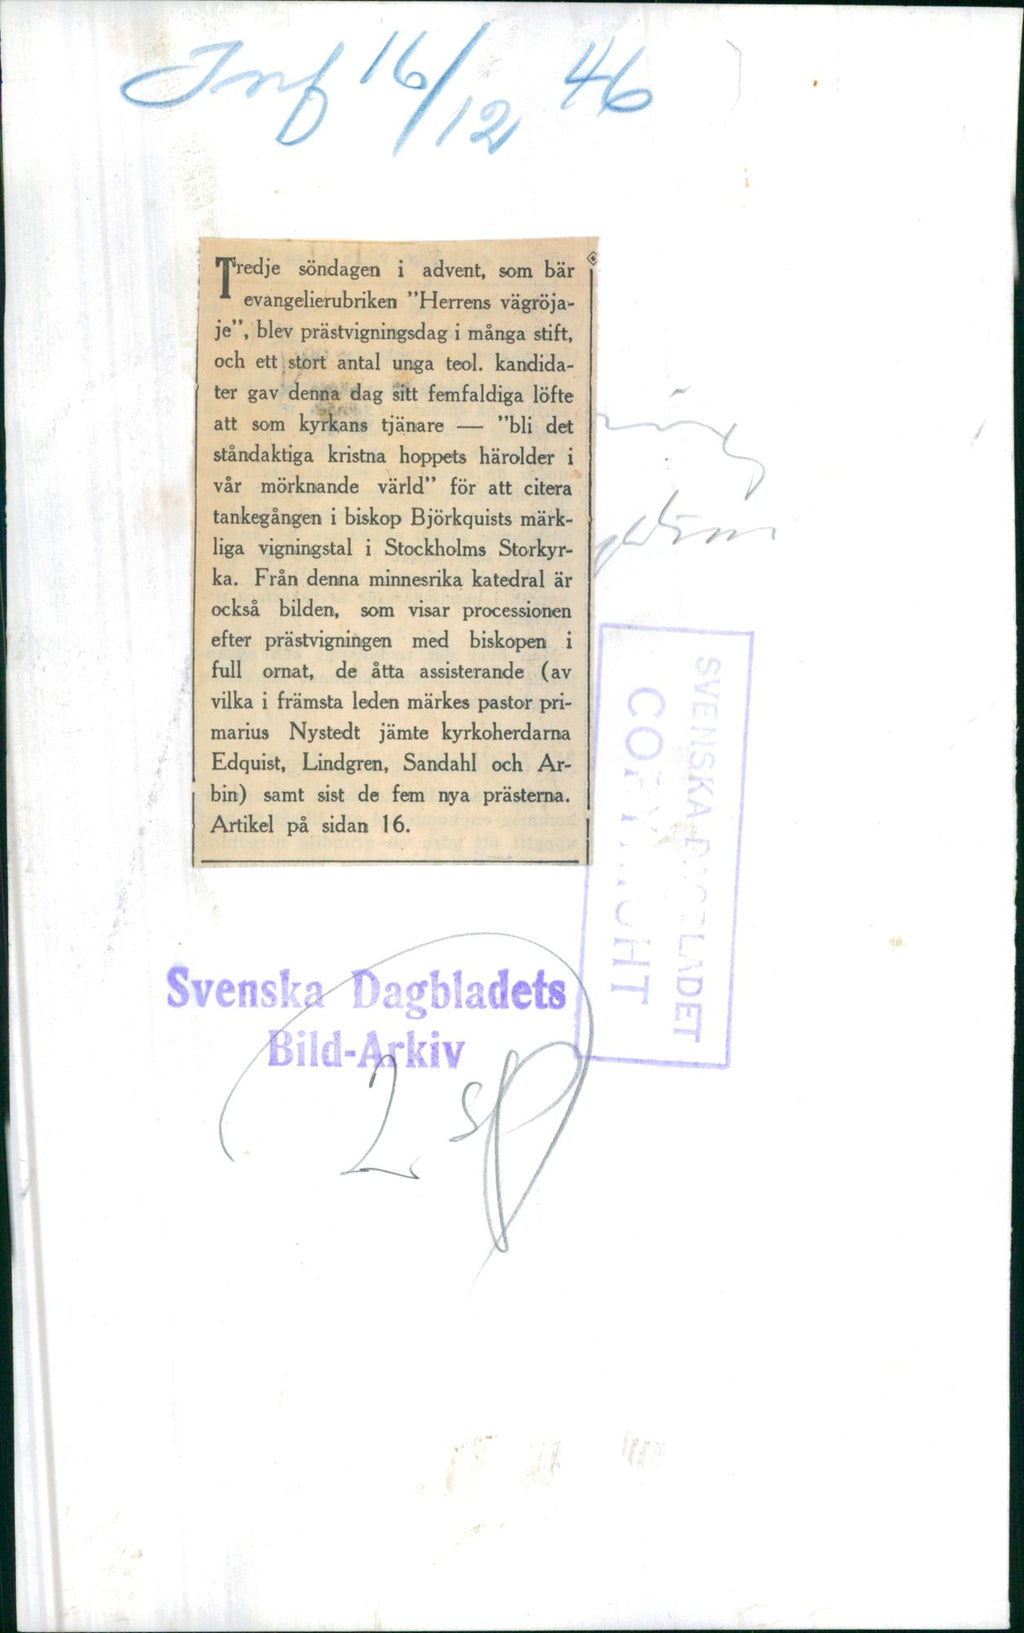 Inf 16/12 46
Tredje söndagen i advent, som bär
evangelierubriken ”Herrens vägröja-
je”, blev prästvigningsdag i många stift,
och ett stort antal unga teol. kandida-
ter gav denna dag sitt femfaldiga löfte
att som kyrkans tjänare — ”bli det
ståndaktiga kristna hoppets härolder i
vår mörknande värld” för att citera
tankegången i biskop Björkquists märk-
liga vigningstal i Stockholms Storkyr-
ka. Från denna minnesrika katedral är
också bilden, som visar processionen
efter prästvigningen med biskopen i
full ornat, de åtta assisterande (av
vilka i främsta leden märkes pastor pri-
marius Nystedt jämte kyrkoherdarna
Edquist, Lindgren, Sandahl och Ar-
bin) samt sist de fem nya prästerna.
Artikel på sidan 16.
SVENSKA DAGBLADET
COPYRIGHT
Svenska Dagbladets
Bild-Arkiv
2 sp